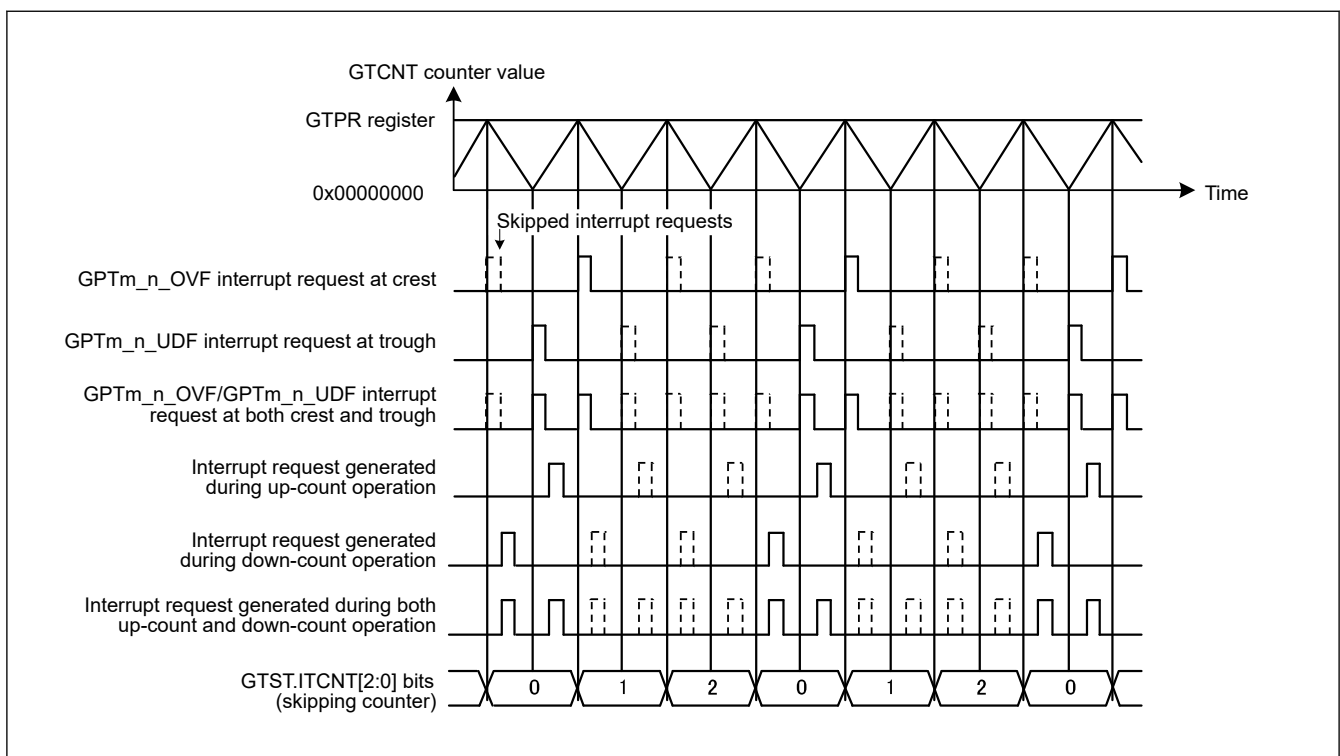 GTCNT counter value
GTPR register
0x00000000
Time
Skipped interrupt requests
GPTm_n_OVF interrupt request at crest
GPTm_n_UDF interrupt request at trough
GPTm_n_OVF/GPTm_n_UDF interrupt
request at both crest and trough
Interrupt request generated
during up-count operation
Interrupt request generated
during down-count operation
Interrupt request generated during both
up-count and down-count operation
GTST.ITCNT[2:0] bits
(skipping counter)
0 1 2 0 1 2 0